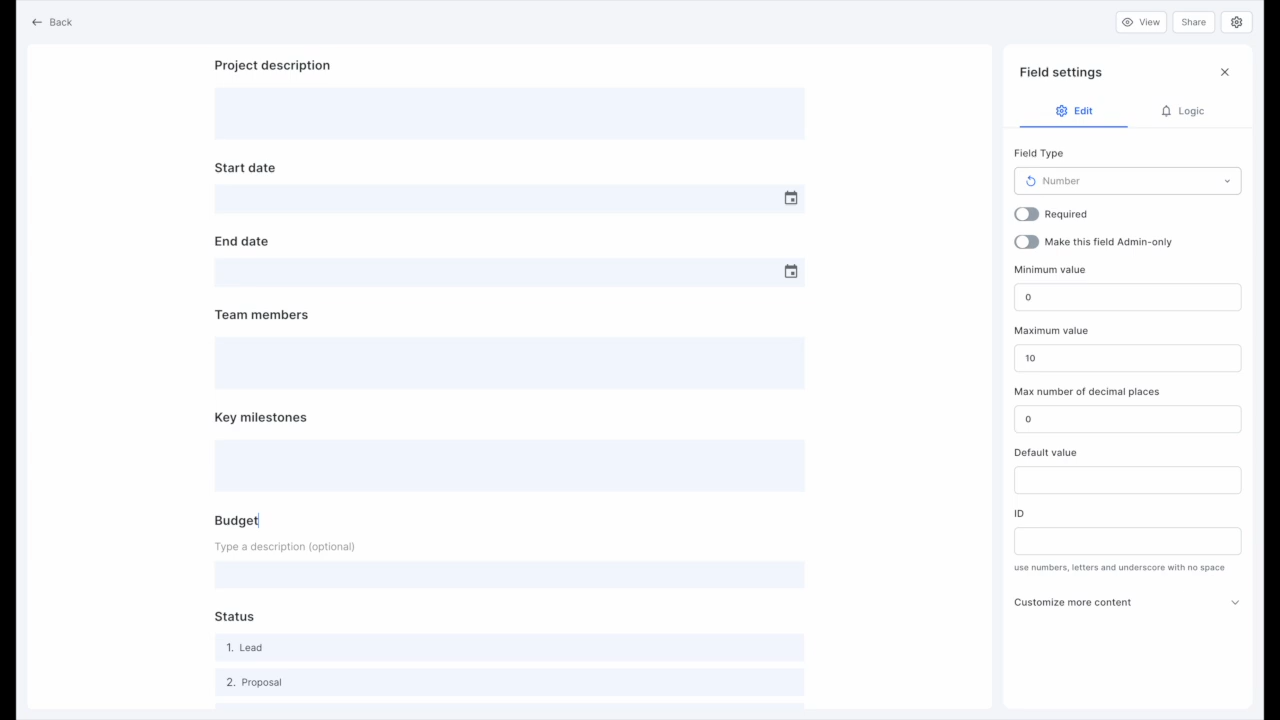 Back
View
Share
Project description
Start date
End date
Team members
Key milestones
Budget
Type a description (optional)
Status
1. Lead
2. Proposal
Field settings
Edit
Logic
Field Type
Number
Required
Make this field Admin-only
Minimum value
0
Maximum value
10
Max number of decimal places
0
Default value
ID
use numbers, letters and underscore with no space
Customize more content